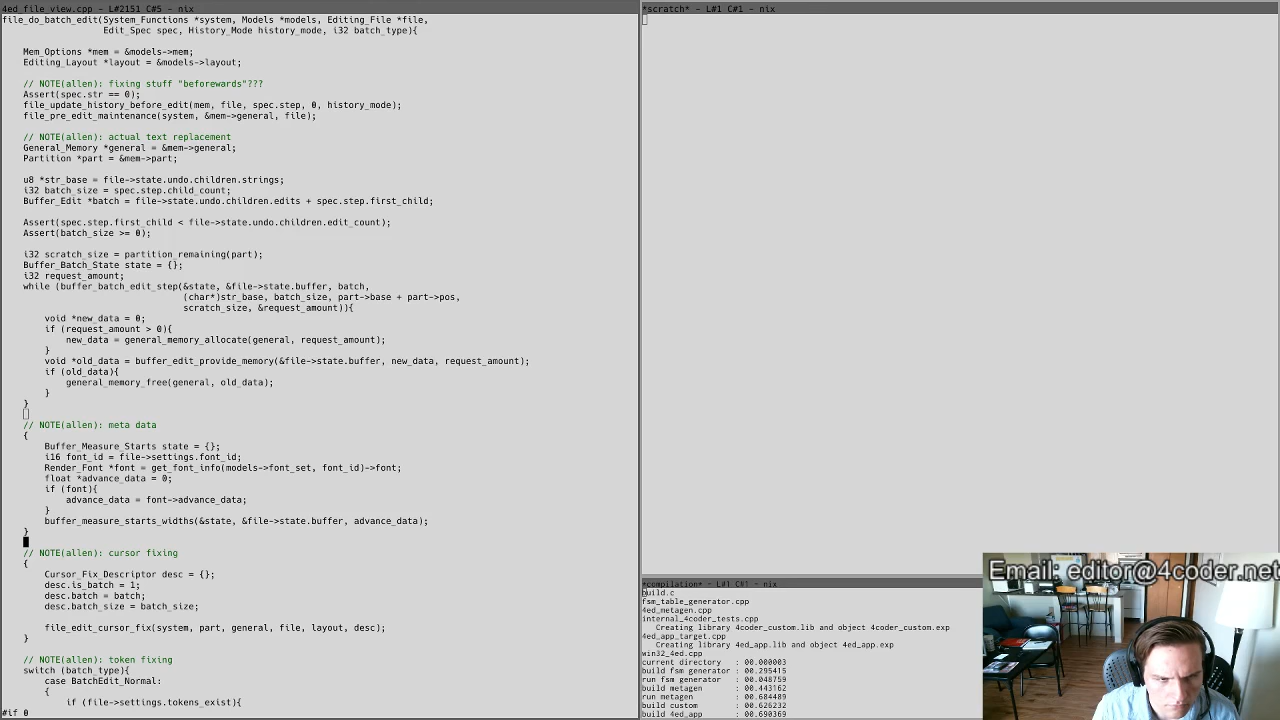 4ed_file_view.cpp - L#2151 C#5 - nix
file_do_batch_edit(System_Functions *system, Models *models, Editing_File *file,
Edit_Spec spec, History_Mode history_mode, i32 batch_type){
Mem_Options *mem = &models->mem;
Editing_Layout *layout = &models->layout;
// NOTE(allen): fixing stuff "beforewards"???
Assert(spec.str == 0);
file_update_history_before_edit(mem, file, spec.step, 0, history_mode);
file_pre_edit_maintenance(system, &mem->general, file);
// NOTE(allen): actual text replacement
General_Memory *general = &mem->general;
Partition *part = &mem->part;
u8 *str_base = file->state.undo.children.strings;
i32 batch_size = spec.step.child_count;
Buffer_Edit *batch = file->state.undo.children.edits + spec.step.first_child;
Assert(spec.step.first_child < file->state.undo.children.edit_count);
Assert(batch_size >= 0);
i32 scratch_size = partition_remaining(part);
Buffer_Batch_State state = {};
i32 request_amount;
while (buffer_batch_edit_step(&state, &file->state.buffer, batch,
(char*)str_base, batch_size, part->base + part->pos,
scratch_size, &request_amount)){
void *new_data = 0;
if (request_amount > 0){
new_data = general_memory_allocate(general, request_amount);
}
void *old_data = buffer_edit_provide_memory(&file->state.buffer, new_data, request_amount);
if (old_data){
general_memory_free(general, old_data);
}
}
// NOTE(allen): meta data
{
Buffer_Measure_Starts state = {};
i16 font_id = file->settings.font_id;
Render_Font *font = get_font_info(models->font_set, font_id)->font;
float *advance_data = 0;
if (font){
advance_data = font->advance_data;
}
buffer_measure_starts_widths(&state, &file->state.buffer, advance_data);
}
// NOTE(allen): cursor fixing
{
Cursor_Fix_Descriptor desc = {};
desc.is_batch = 1;
desc.batch = batch;
desc.batch_size = batch_size;
file_edit_cursor_fix(system, part, general, file, layout, desc);
}
// NOTE(allen): token fixing
switch (batch_type){
case BatchEdit_Normal:
{
if (file->settings.tokens_exist){
#if 0
*scratch* - L#1 C#1 - nix
*compilation* - L#1 C#1 - nix
build.c
fsm_table_generator.cpp
4ed_metagen.cpp
internal_4coder_tests.cpp
Creating library 4coder_custom.lib and object 4coder_custom.exp
4ed_app_target.cpp
Creating library 4ed_app.lib and object 4ed_app.exp
win32_4ed.cpp
current directory : 00.000003
build fsm generator : 00.295415
run fsm generator : 00.048759
build metagen : 00.443162
run metagen : 00.684489
build custom : 00.626232
build 4ed_app : 00.690369
Email: editor@4coder.net